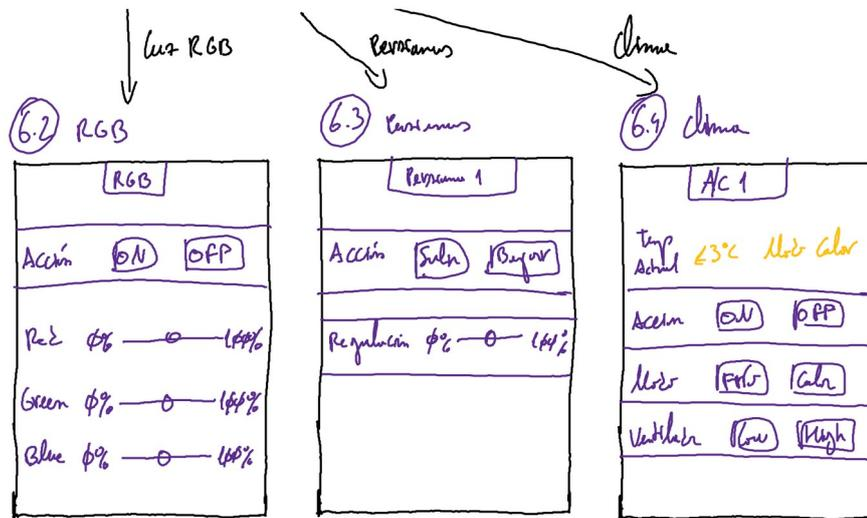 Luz RGB
Persianas
Clima
6.2 RGB
RGB
Acción ON OFF
Red 0% 100%
Green 0% 100%
Blue 0% 100%
6.3 Persianas
Persiana 1
Acción Subir Bajar
Regulación 0% 100%
6.4 Clima
A/C 1
Temp Modo Calor
Actual 23°C
Acción ON OFF
Modo Frío Calor
Ventilador Low High